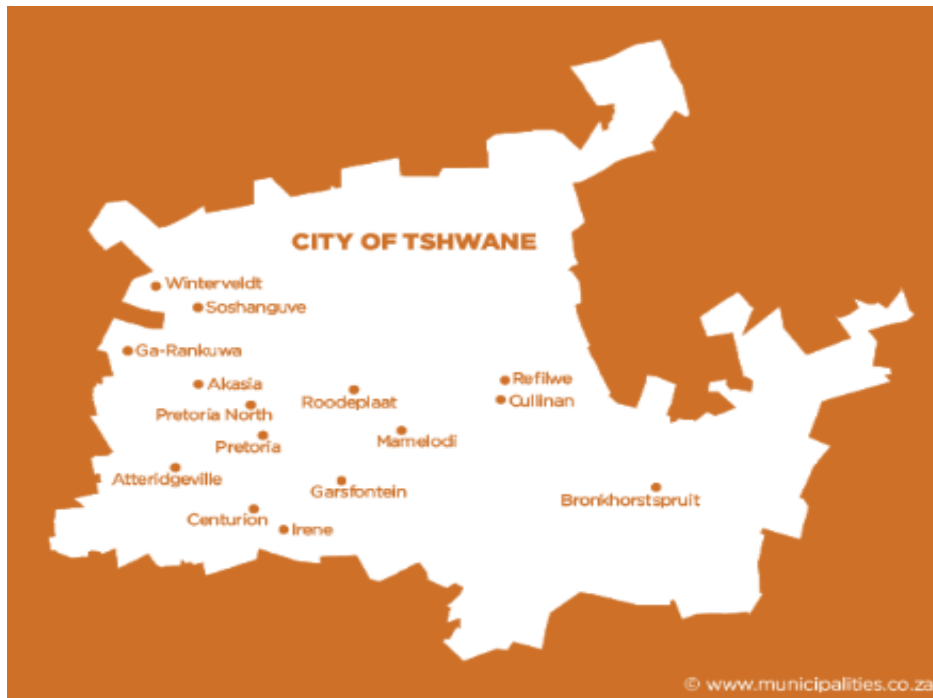 CITY OF TSHWANE
Winterveldt
Soshanguve
Ga-Rankuwa
Akasia
Refilwe
Roodeplaat
Cullinan
Pretoria North
Pretoria
Mamelodi
Atteridgeville
Garsfontein
Bronkhorstspruit
Centurion
Irene
© www.municipalities.co.za